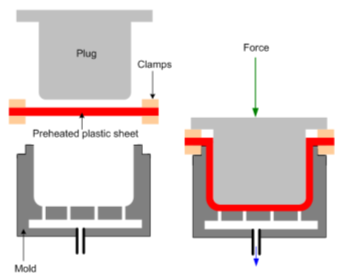 Plug
Clamps
Force
Preheated plastic sheet
Mold